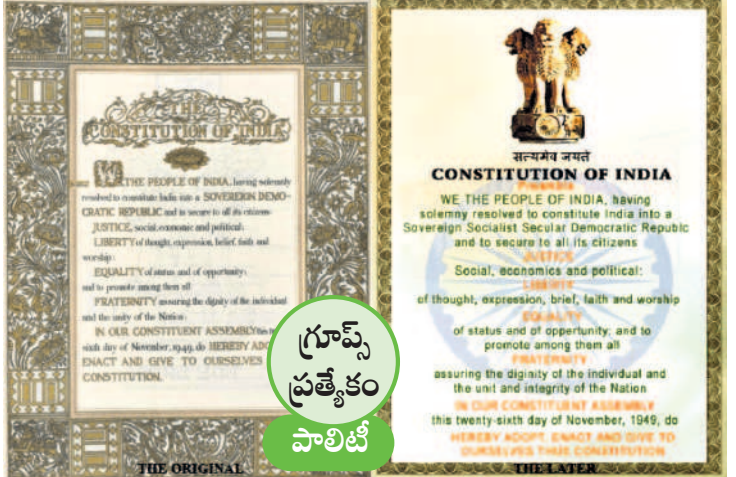 THE
CONSTITUTION OF INDIA
WE, THE PEOPLE OF INDIA, having solemnly
resolved to constitute India into a SOVEREIGN DEMO-
CRATIC REPUBLIC and to secure to all its citizens:
JUSTICE, social, economic and political;
LIBERTY of thought, expression, belief, faith and
worship;
EQUALITY of status and of opportunity;
and to promote among them all
FRATERNITY assuring the dignity of the individual
and the unity of the Nation;
IN OUR CONSTITUENT ASSEMBLY this
sixth day of November, 1949, do HEREBY
ENACT AND GIVE TO OURSELVES
CONSTITUTION.
THE ORIGINAL
గ్రూప్స్
ప్రత్యేకం
పాలిటీ
सत्यमेव जयते
CONSTITUTION OF INDIA
Preamble
WE THE PEOPLE OF INDIA, having
solemny resolved to constitute India into a
Sovereign Socialist Secular Democratic Republc
and to secure to all its citizens
JUSTICE
Social, economics and political:
LIBERTE
of thought, expression, brief, faith and worship
EQUALITY
of status and of opportunity; and to
promote among them all
FRATERNITY
assuring the diginity of the individual and
the unit and integrity of the Nation
IN OUR CONSTITUENT ASSEMBLY
this twenty-sixth day of November, 1949, do
HEREBY ADOPT, ENACT AND GIVE TO
OURSELVES THUS CONSTITUTION
THE LATER